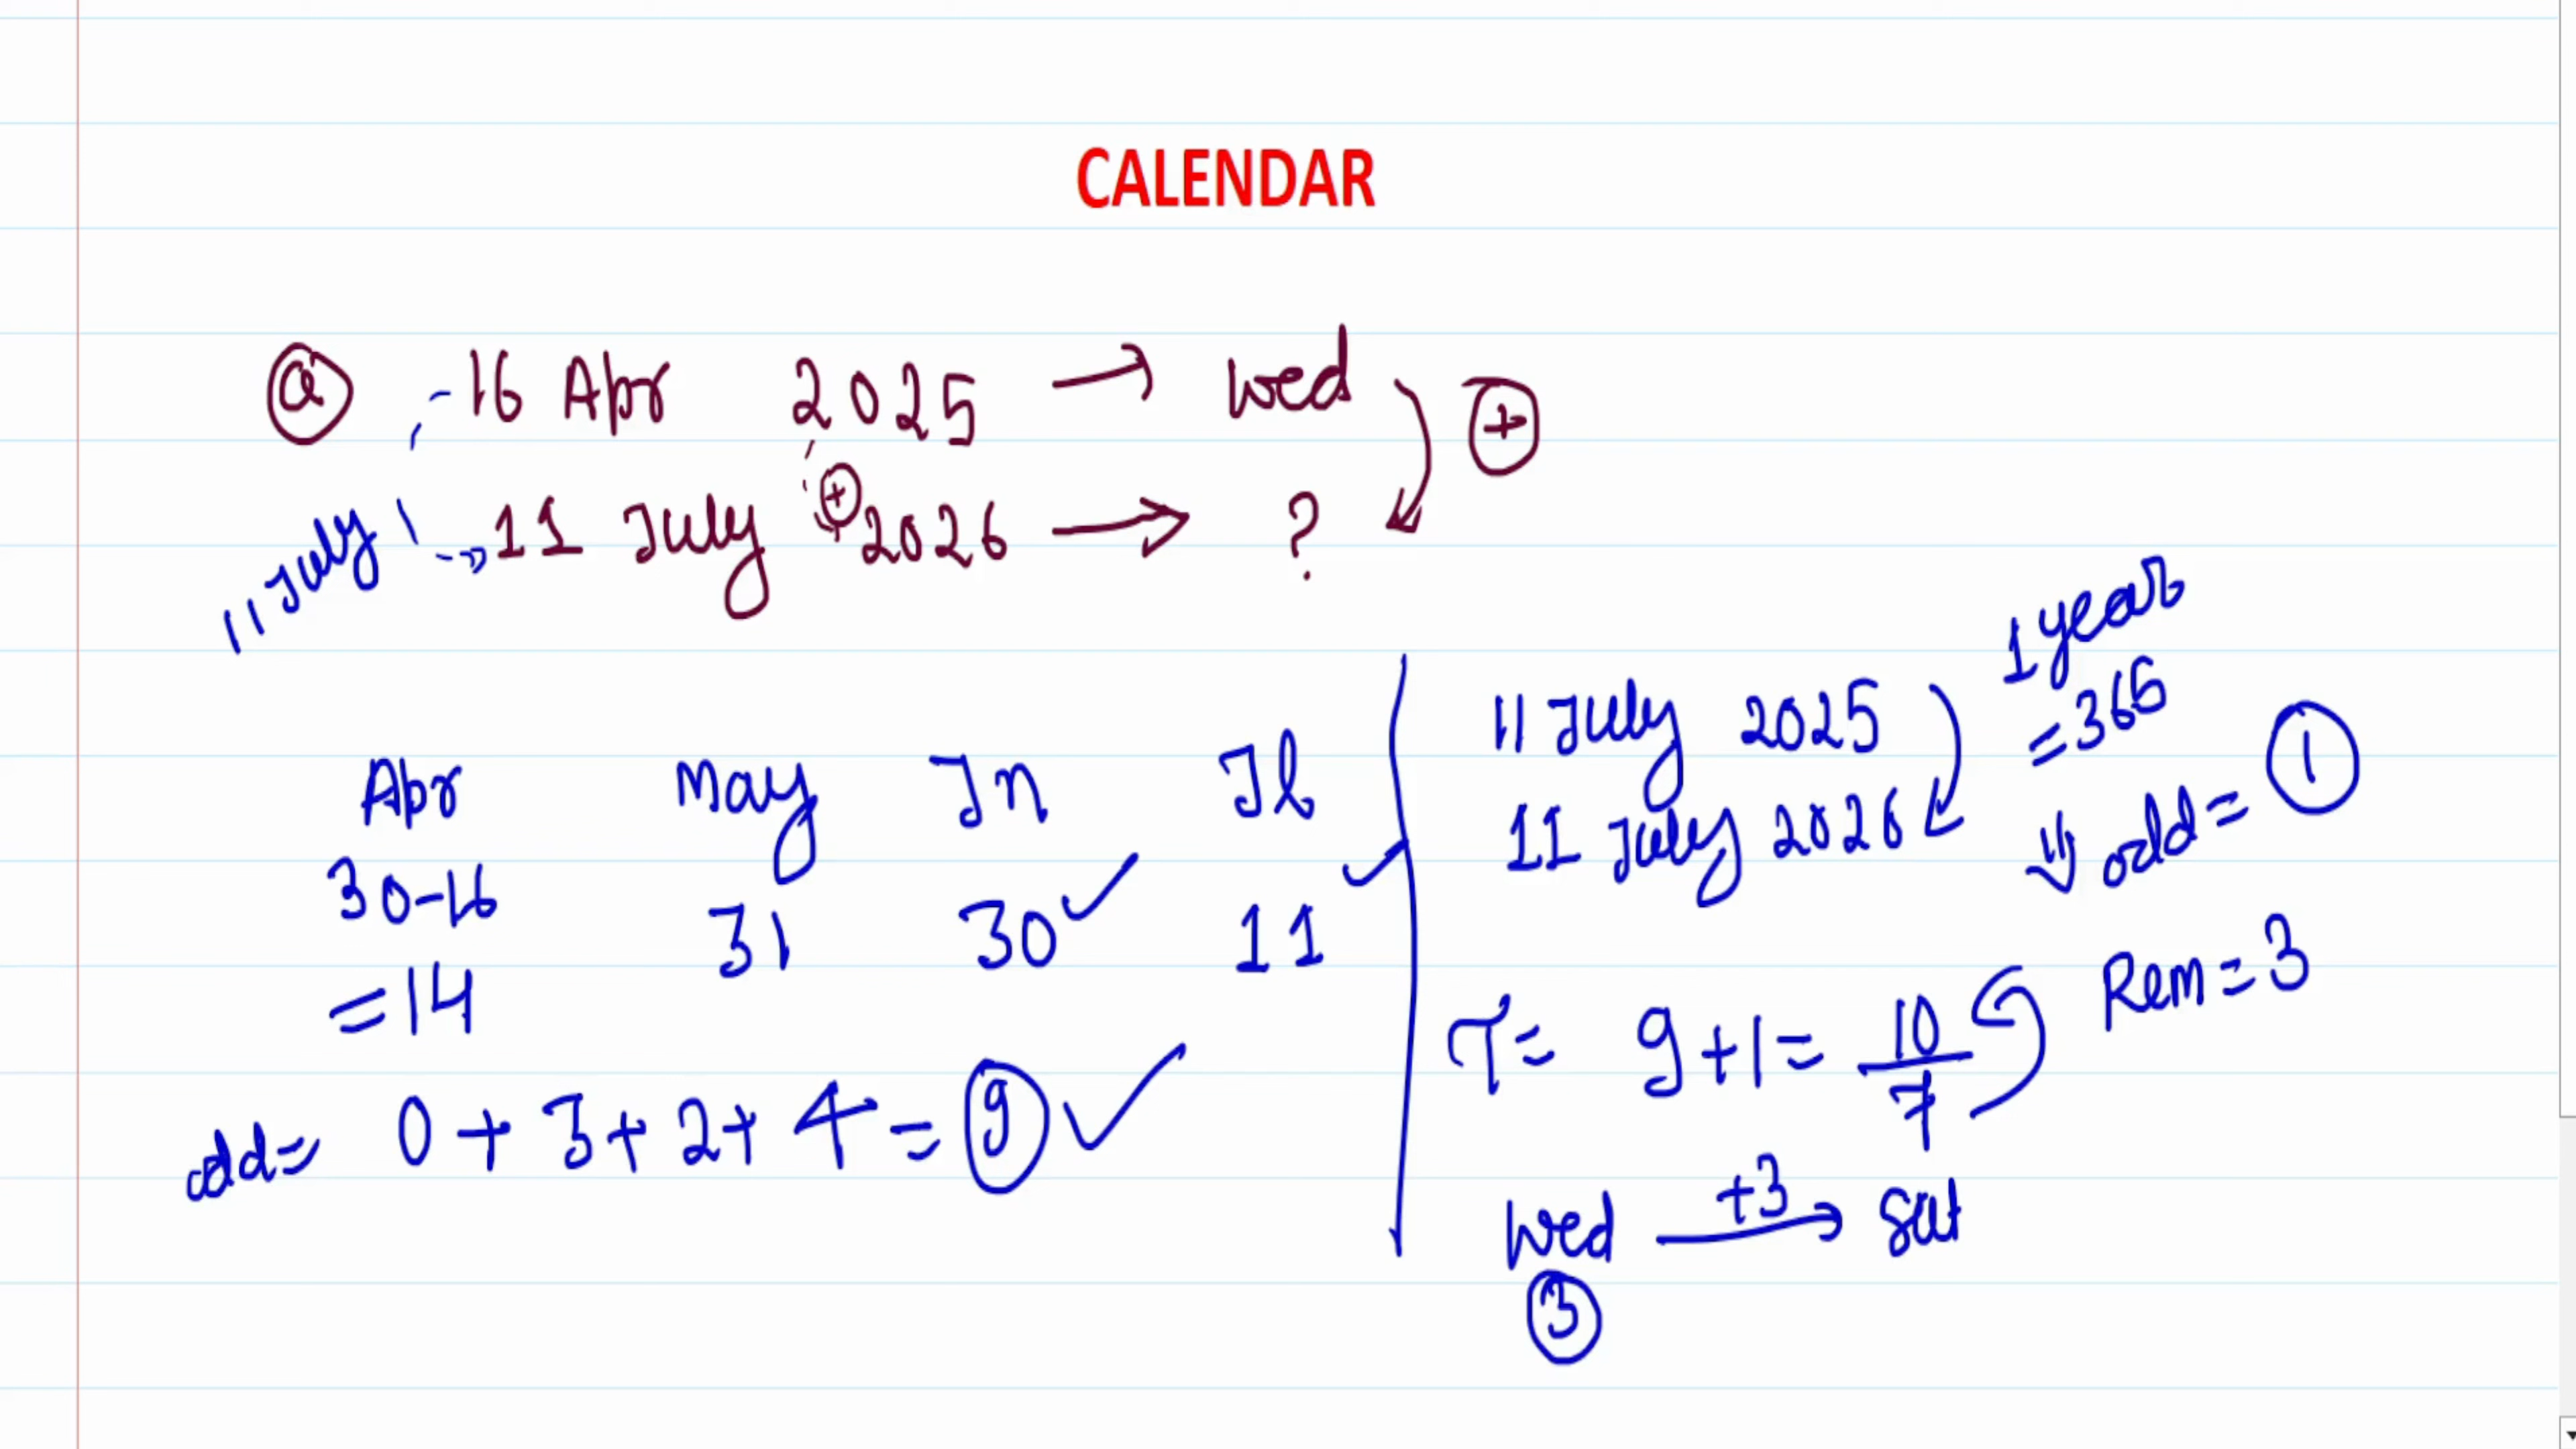 CALENDAR
Q 16 Apr 2025 → Wed +
11 July 11 July + 2026 → ?
Apr May Jn Jl
30-16 31 30 ✓ 11 ✓
=14
odd= 0+3+2+4=9 ✓
11 July 2025 1 year
=365
11 July 2026 ⇓ odd= 1
T= 9+1= 10/7 Rem=3
Wed +3 → Sat
3